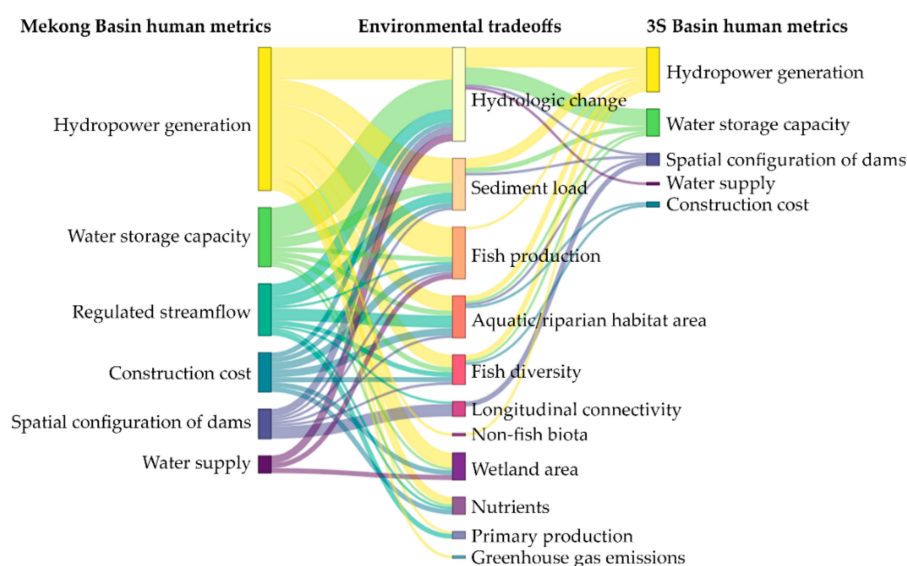 Mekong Basin human metrics
Environmental tradeoffs
3S Basin human metrics
Hydropower generation
Water storage capacity
Regulated streamflow
Construction cost
Spatial configuration of dams
Water supply
Hydrologic change
Sediment load
Fish production
Aquatic/riparian habitat area
Fish diversity
Longitudinal connectivity
Non-fish biota
Wetland area
Nutrients
Primary production
Greenhouse gas emissions
Hydropower generation
Water storage capacity
Spatial configuration of dams
Water supply
Construction cost